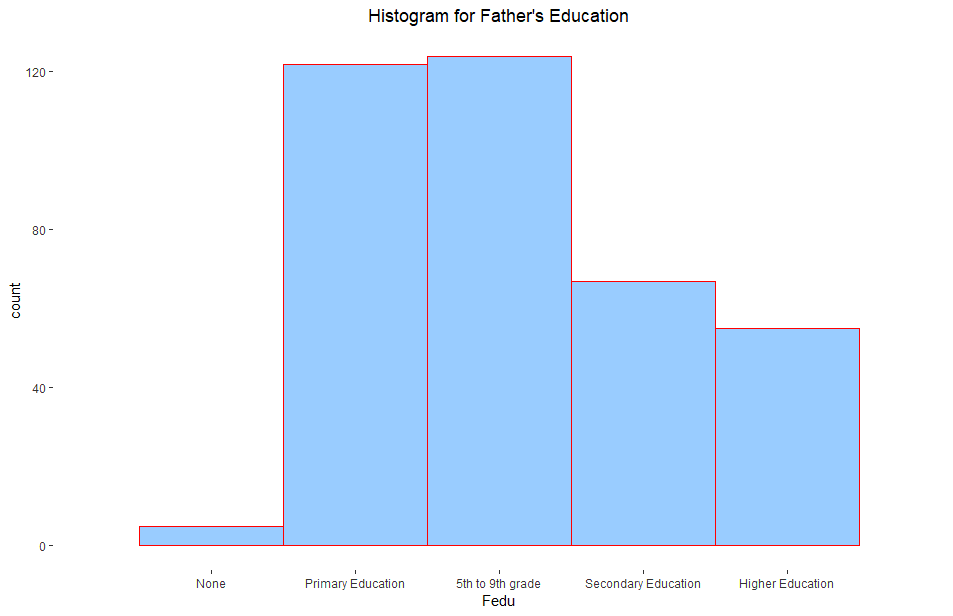 Histogram for Father's Education
120
80
40
0
count
None Primary Education 5th to 9th grade Secondary Education Higher Education
Fedu